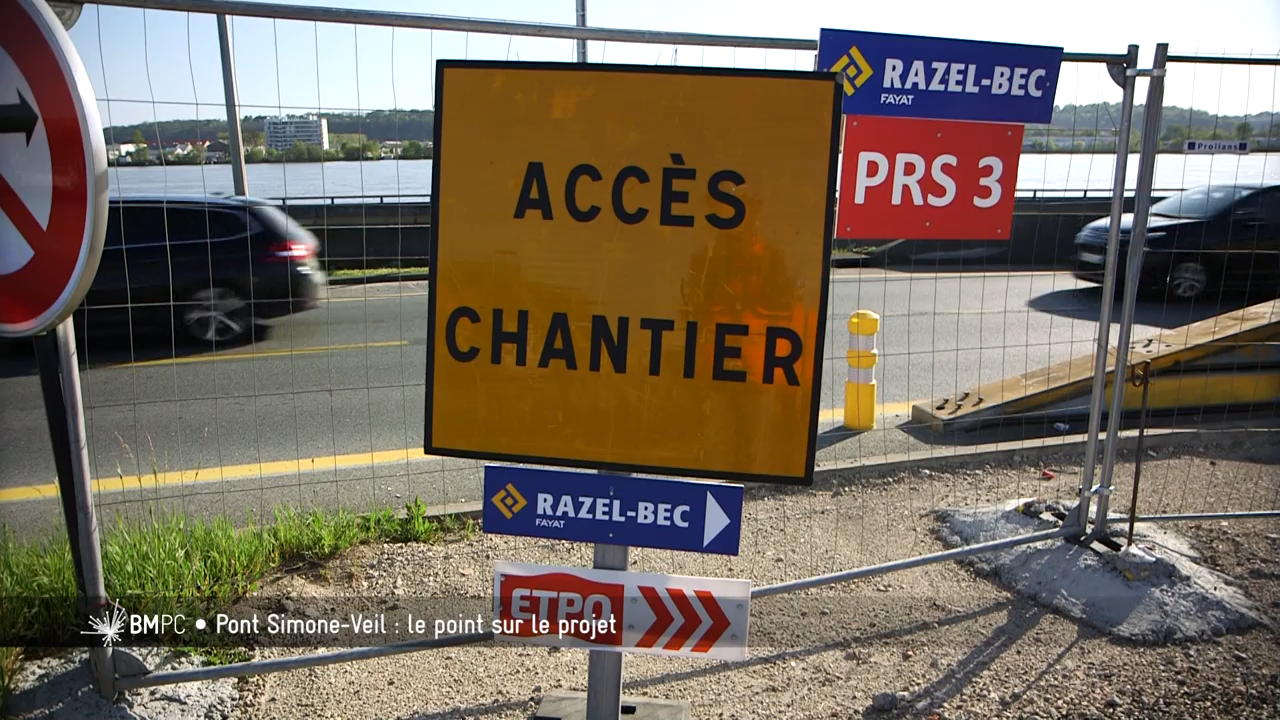 RAZEL-BEC
FAYAT
PRS 3
Prolians
ACCÈS
CHANTIER
RAZEL-BEC
FAYAT
ETPO
BMPC • Pont Simone-Veil : le point sur le projet